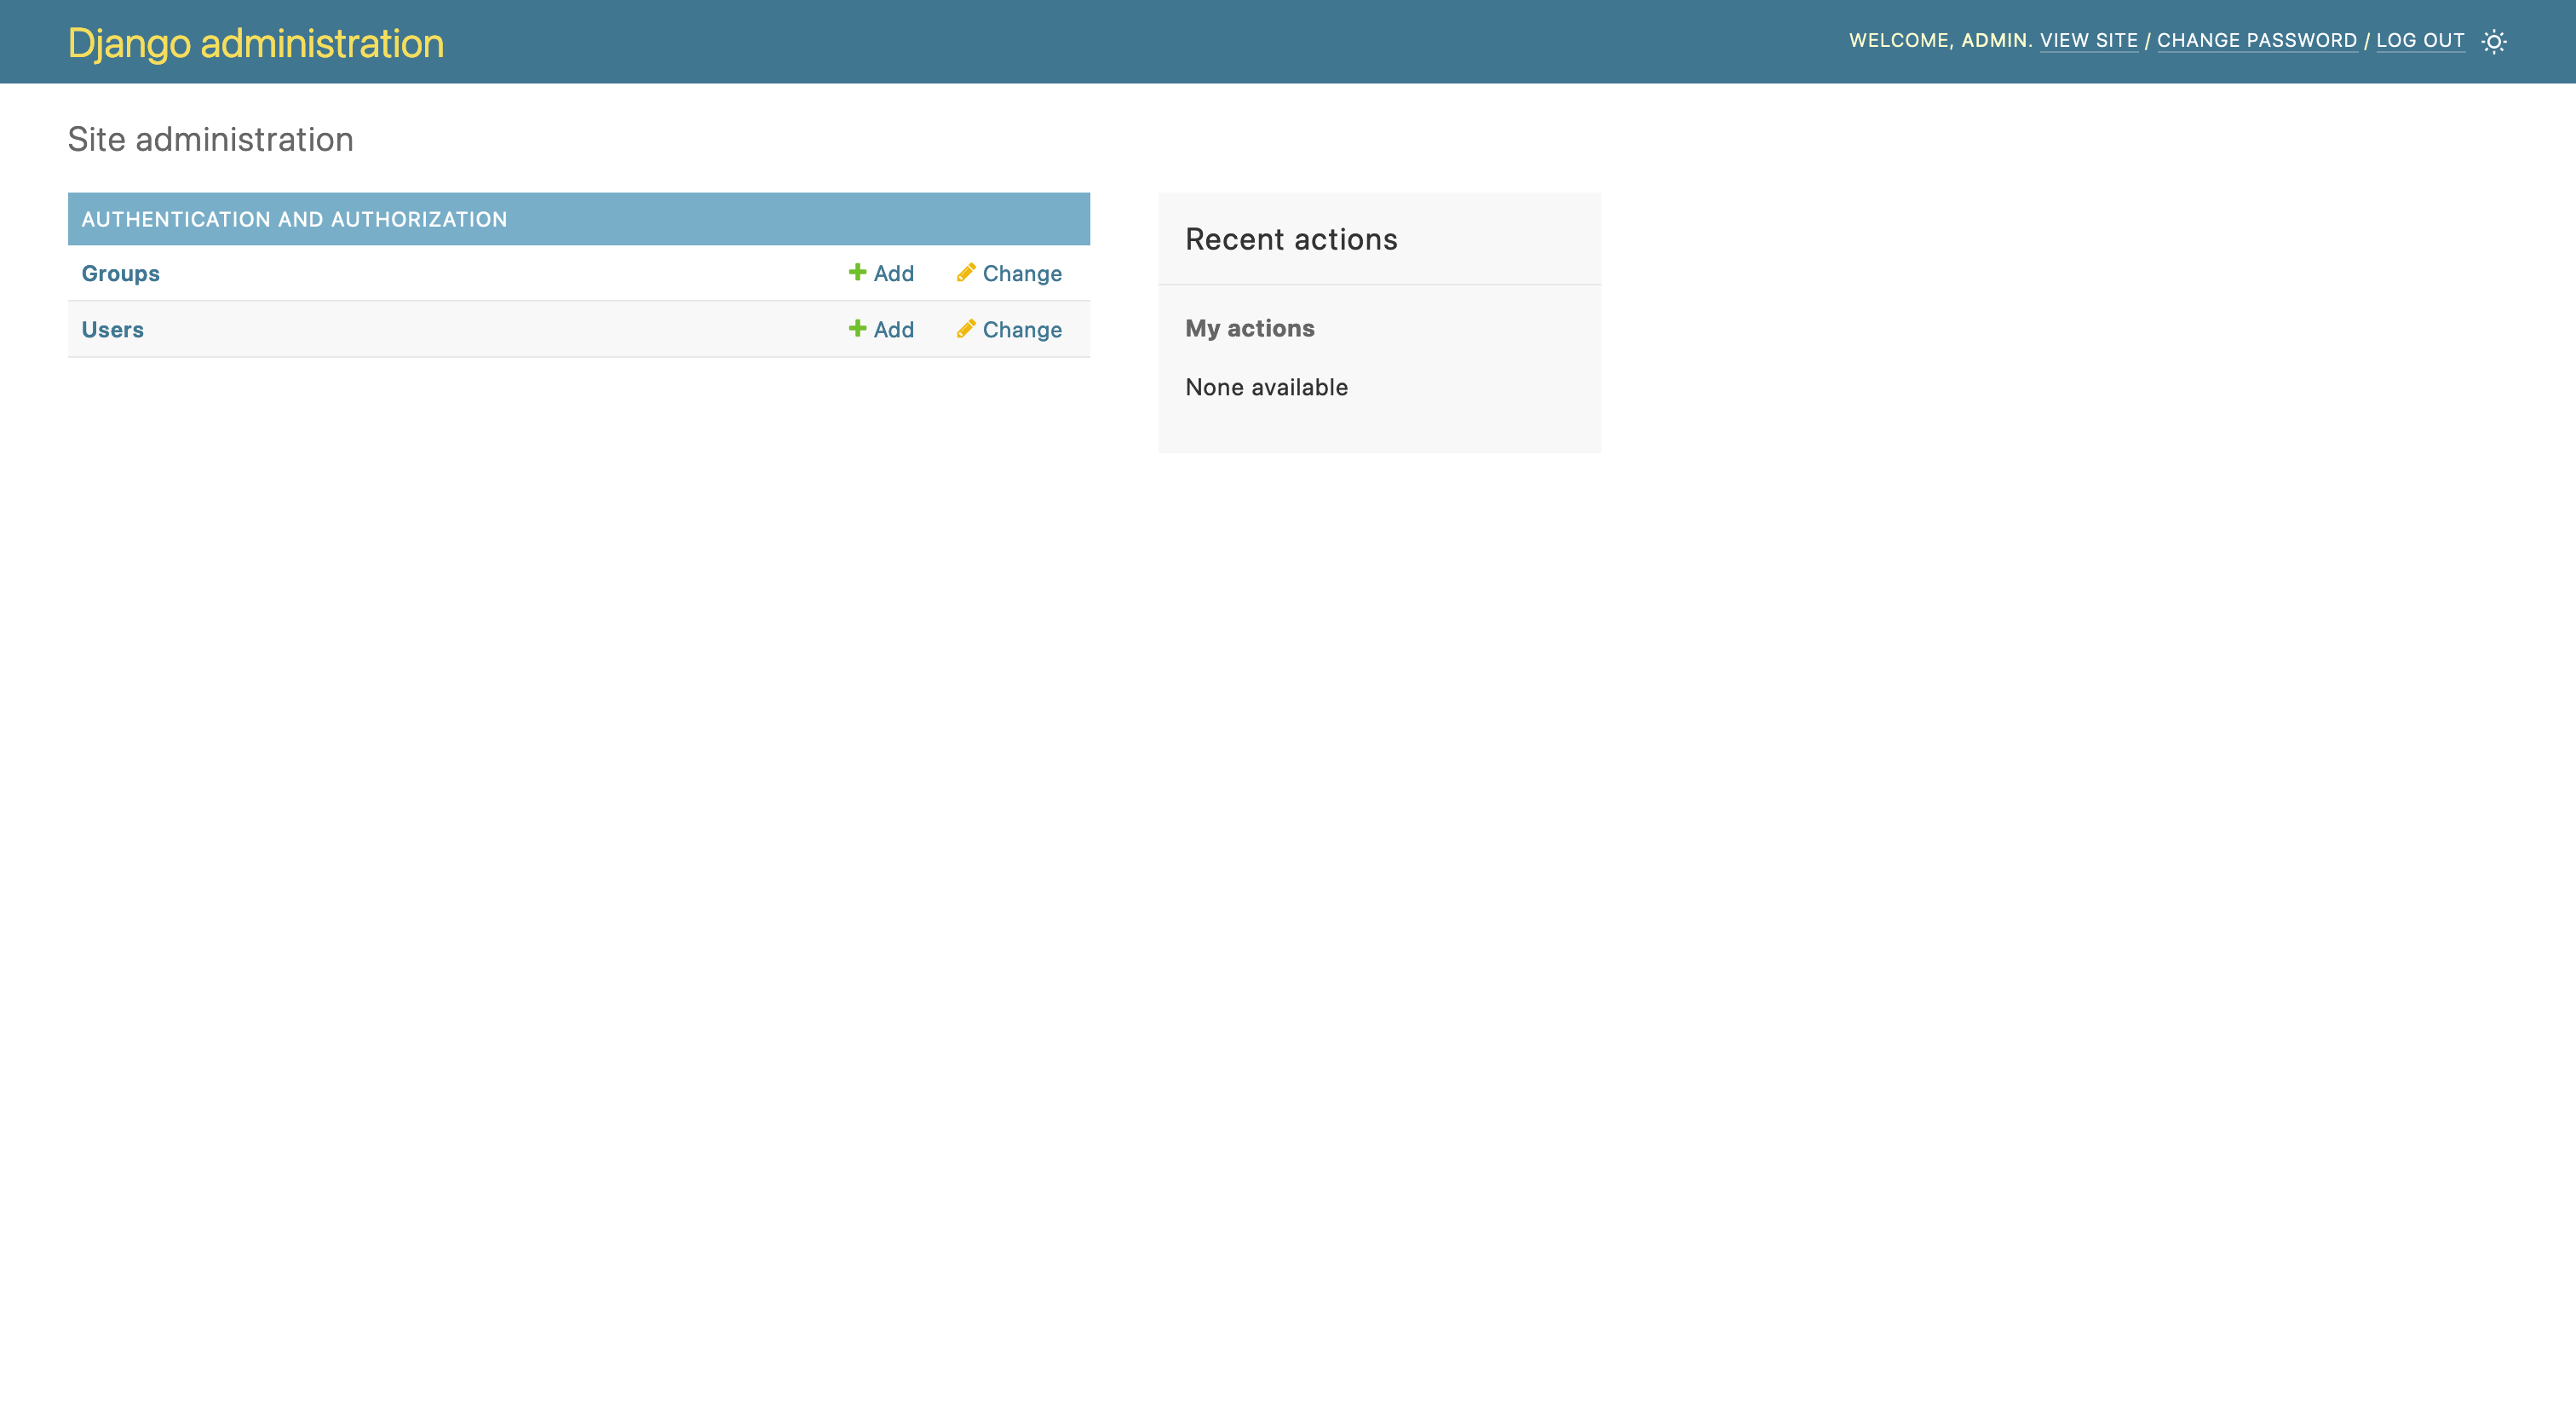 Django administration
WELCOME, ADMIN. VIEW SITE / CHANGE PASSWORD / LOG OUT
Site administration
AUTHENTICATION AND AUTHORIZATION
Groups Add Change
Users Add Change
Recent actions
My actions
None available